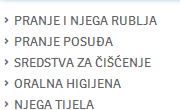 PRANJE I NJEGA RUBLJA
PRANJE POSUĐA
SREDSTVA ZA ČIŠĆENJE
ORALNA HIGIJENA
NJEGA TIJELA